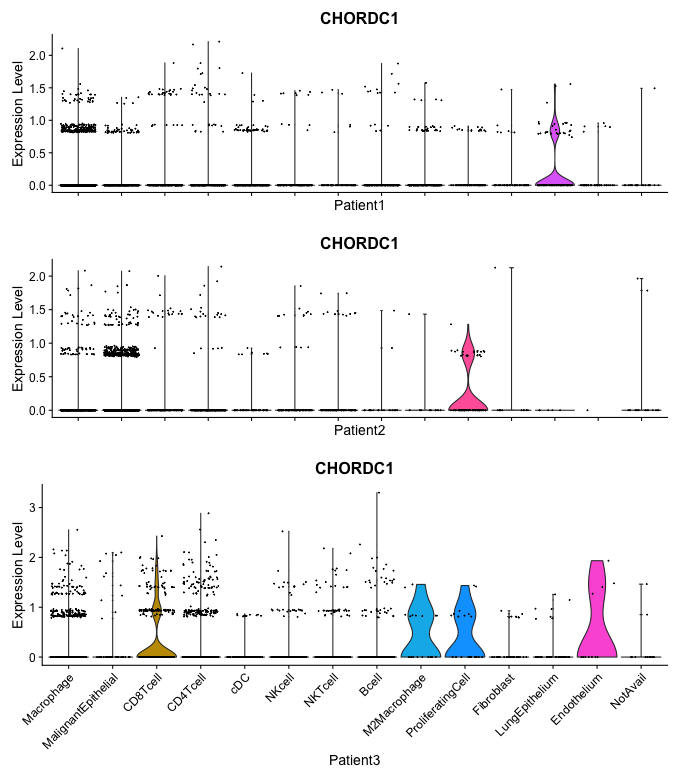 CHORDC1
Expression Level
2.0
1.5
1.0
0.5
0.0
Patient1
CHORDC1
Expression Level
2.0
1.5
1.0
0.5
0.0
Patient2
CHORDC1
Expression Level
3
2
1
0
Macrophage
MalignantEpithelial
CD8Tcell
CD4Tcell
cDC
NKcell
NKTcell
Bcell
M2Macrophage
ProliferatingCell
Fibroblast
LungEpithelium
Endothelium
NotAvail
Patient3